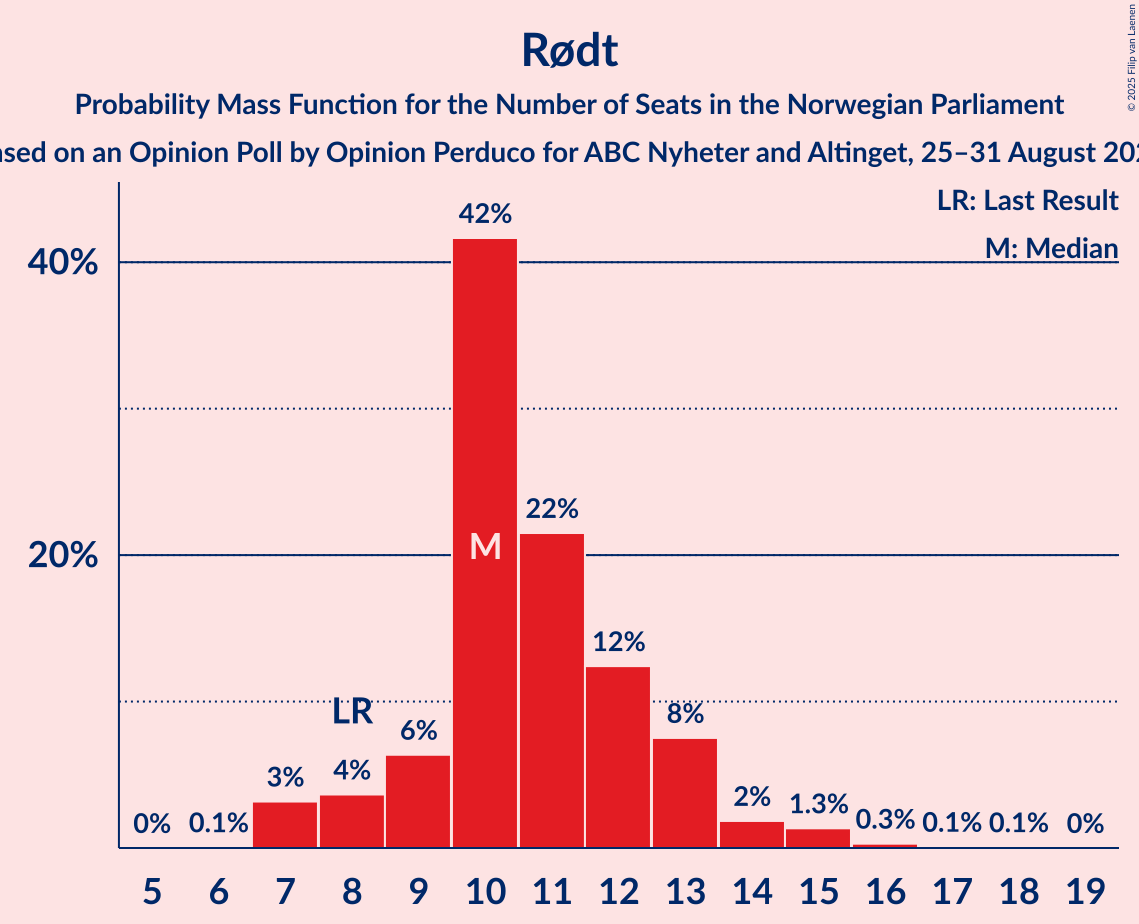 Rødt
Probability Mass Function for the Number of Seats in the Norwegian Parliament
on an Opinion Poll by Opinion Perduco for ABC Nyheter and Altinget, 25–31 August
© 2025 Filip van Laenen
LR: Last Result
M: Median
40%
20%
0% 0.1% 3% 4% 6% 42% 22% 12% 8% 2% 1.3% 0.3% 0.1% 0.1% 0%
LR
M
5 6 7 8 9 10 11 12 13 14 15 16 17 18 19